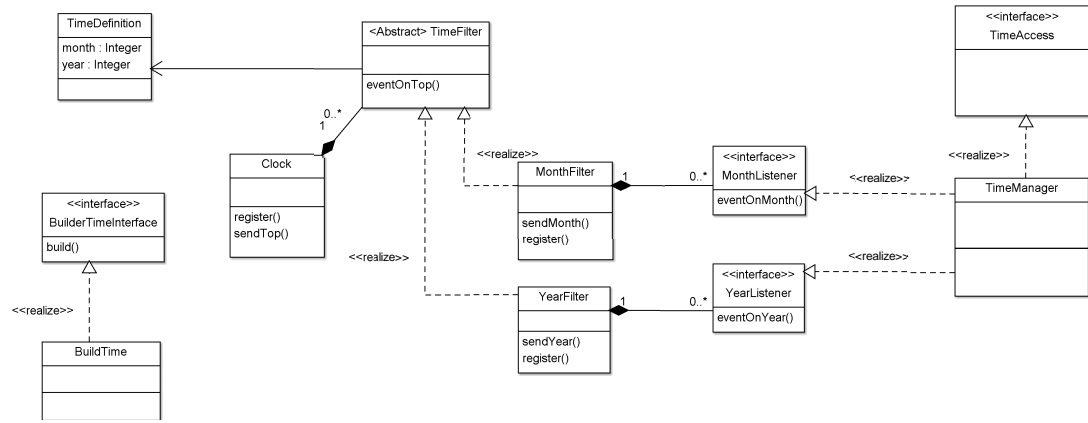 TimeDefinition
month : Integer
year : Integer
<Abstract> TimeFilter
eventOnTop()
<<interface>>
TimeAccess
0..*
1
Clock
register()
sendTop()
<<realize>>
MonthFilter
sendMonth()
register()
1
0..*
<<interface>>
MonthListener
eventOnMonth()
<<realize>>
<<realize>>
TimeManager
<<interface>>
BuilderTimeInterface
build()
<<realize>>
<<realize>>
YearFilter
sendYear()
register()
1
0..*
<<interface>>
YearListener
eventOnYear()
<<realize>>
BuildTime